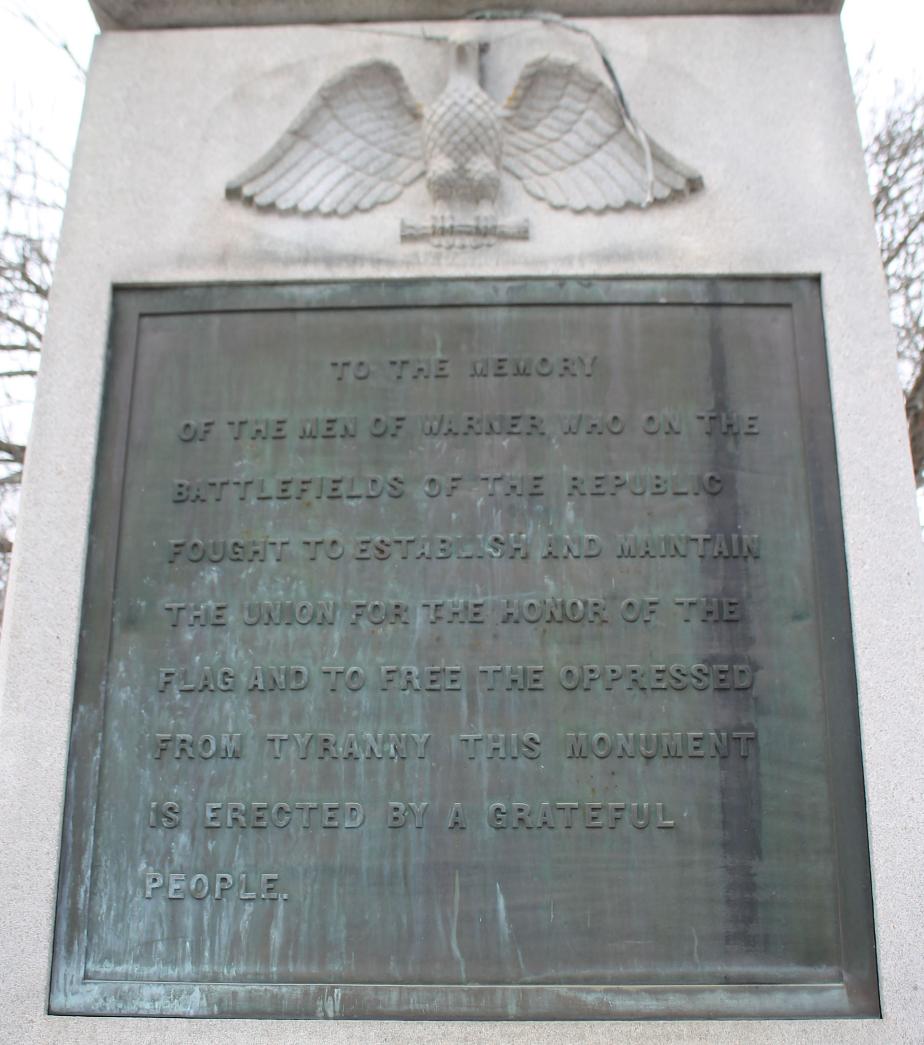 TO THE MEMORY
OF THE MEN OF WARNER WHO ON THE
BATTLEFIELDS OF THE REPUBLIC
FOUGHT TO ESTABLISH AND MAINTAIN
THE UNION FOR THE HONOR OF THE
FLAG AND TO FREE THE OPPRESSED
FROM TYRANNY THIS MONUMENT
IS ERECTED BY A GRATEFUL
PEOPLE.